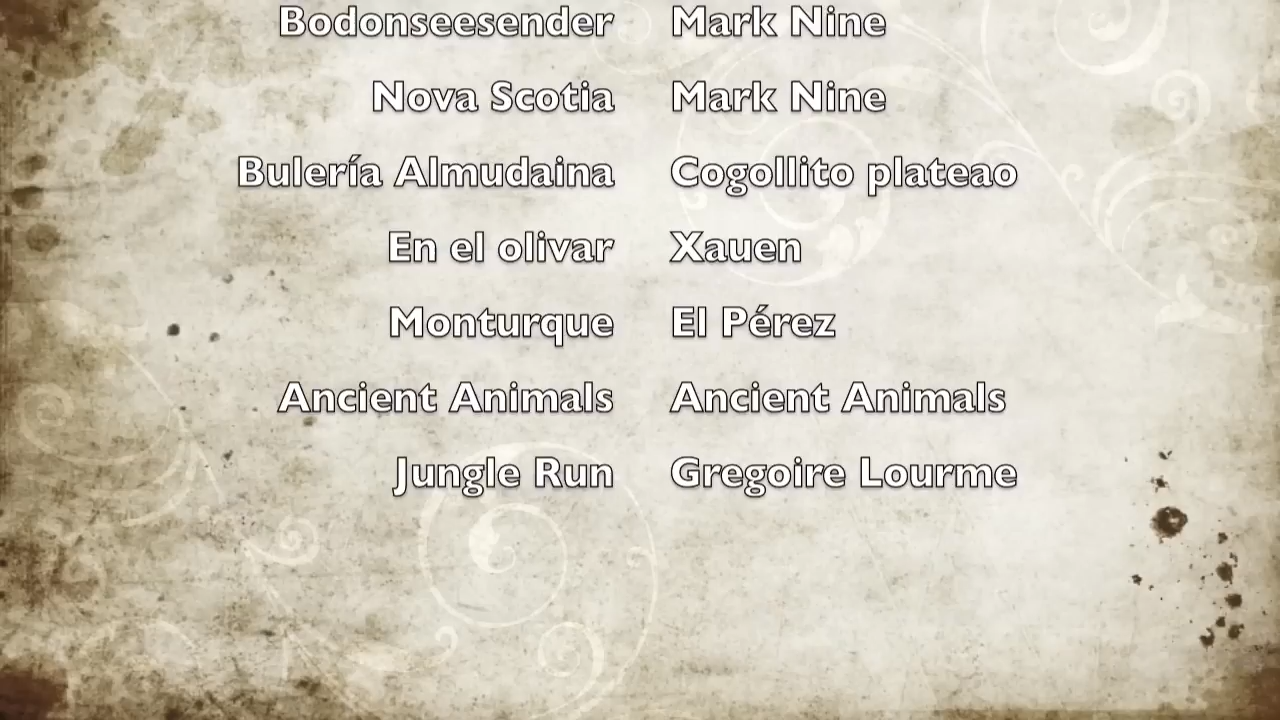 Bodonseesender Mark Nine
Nova Scotia Mark Nine
Bulería Almudaina Cogollito plateao
En el olivar Xauen
Monturque El Pérez
Ancient Animals Ancient Animals
Jungle Run Gregoire Lourme